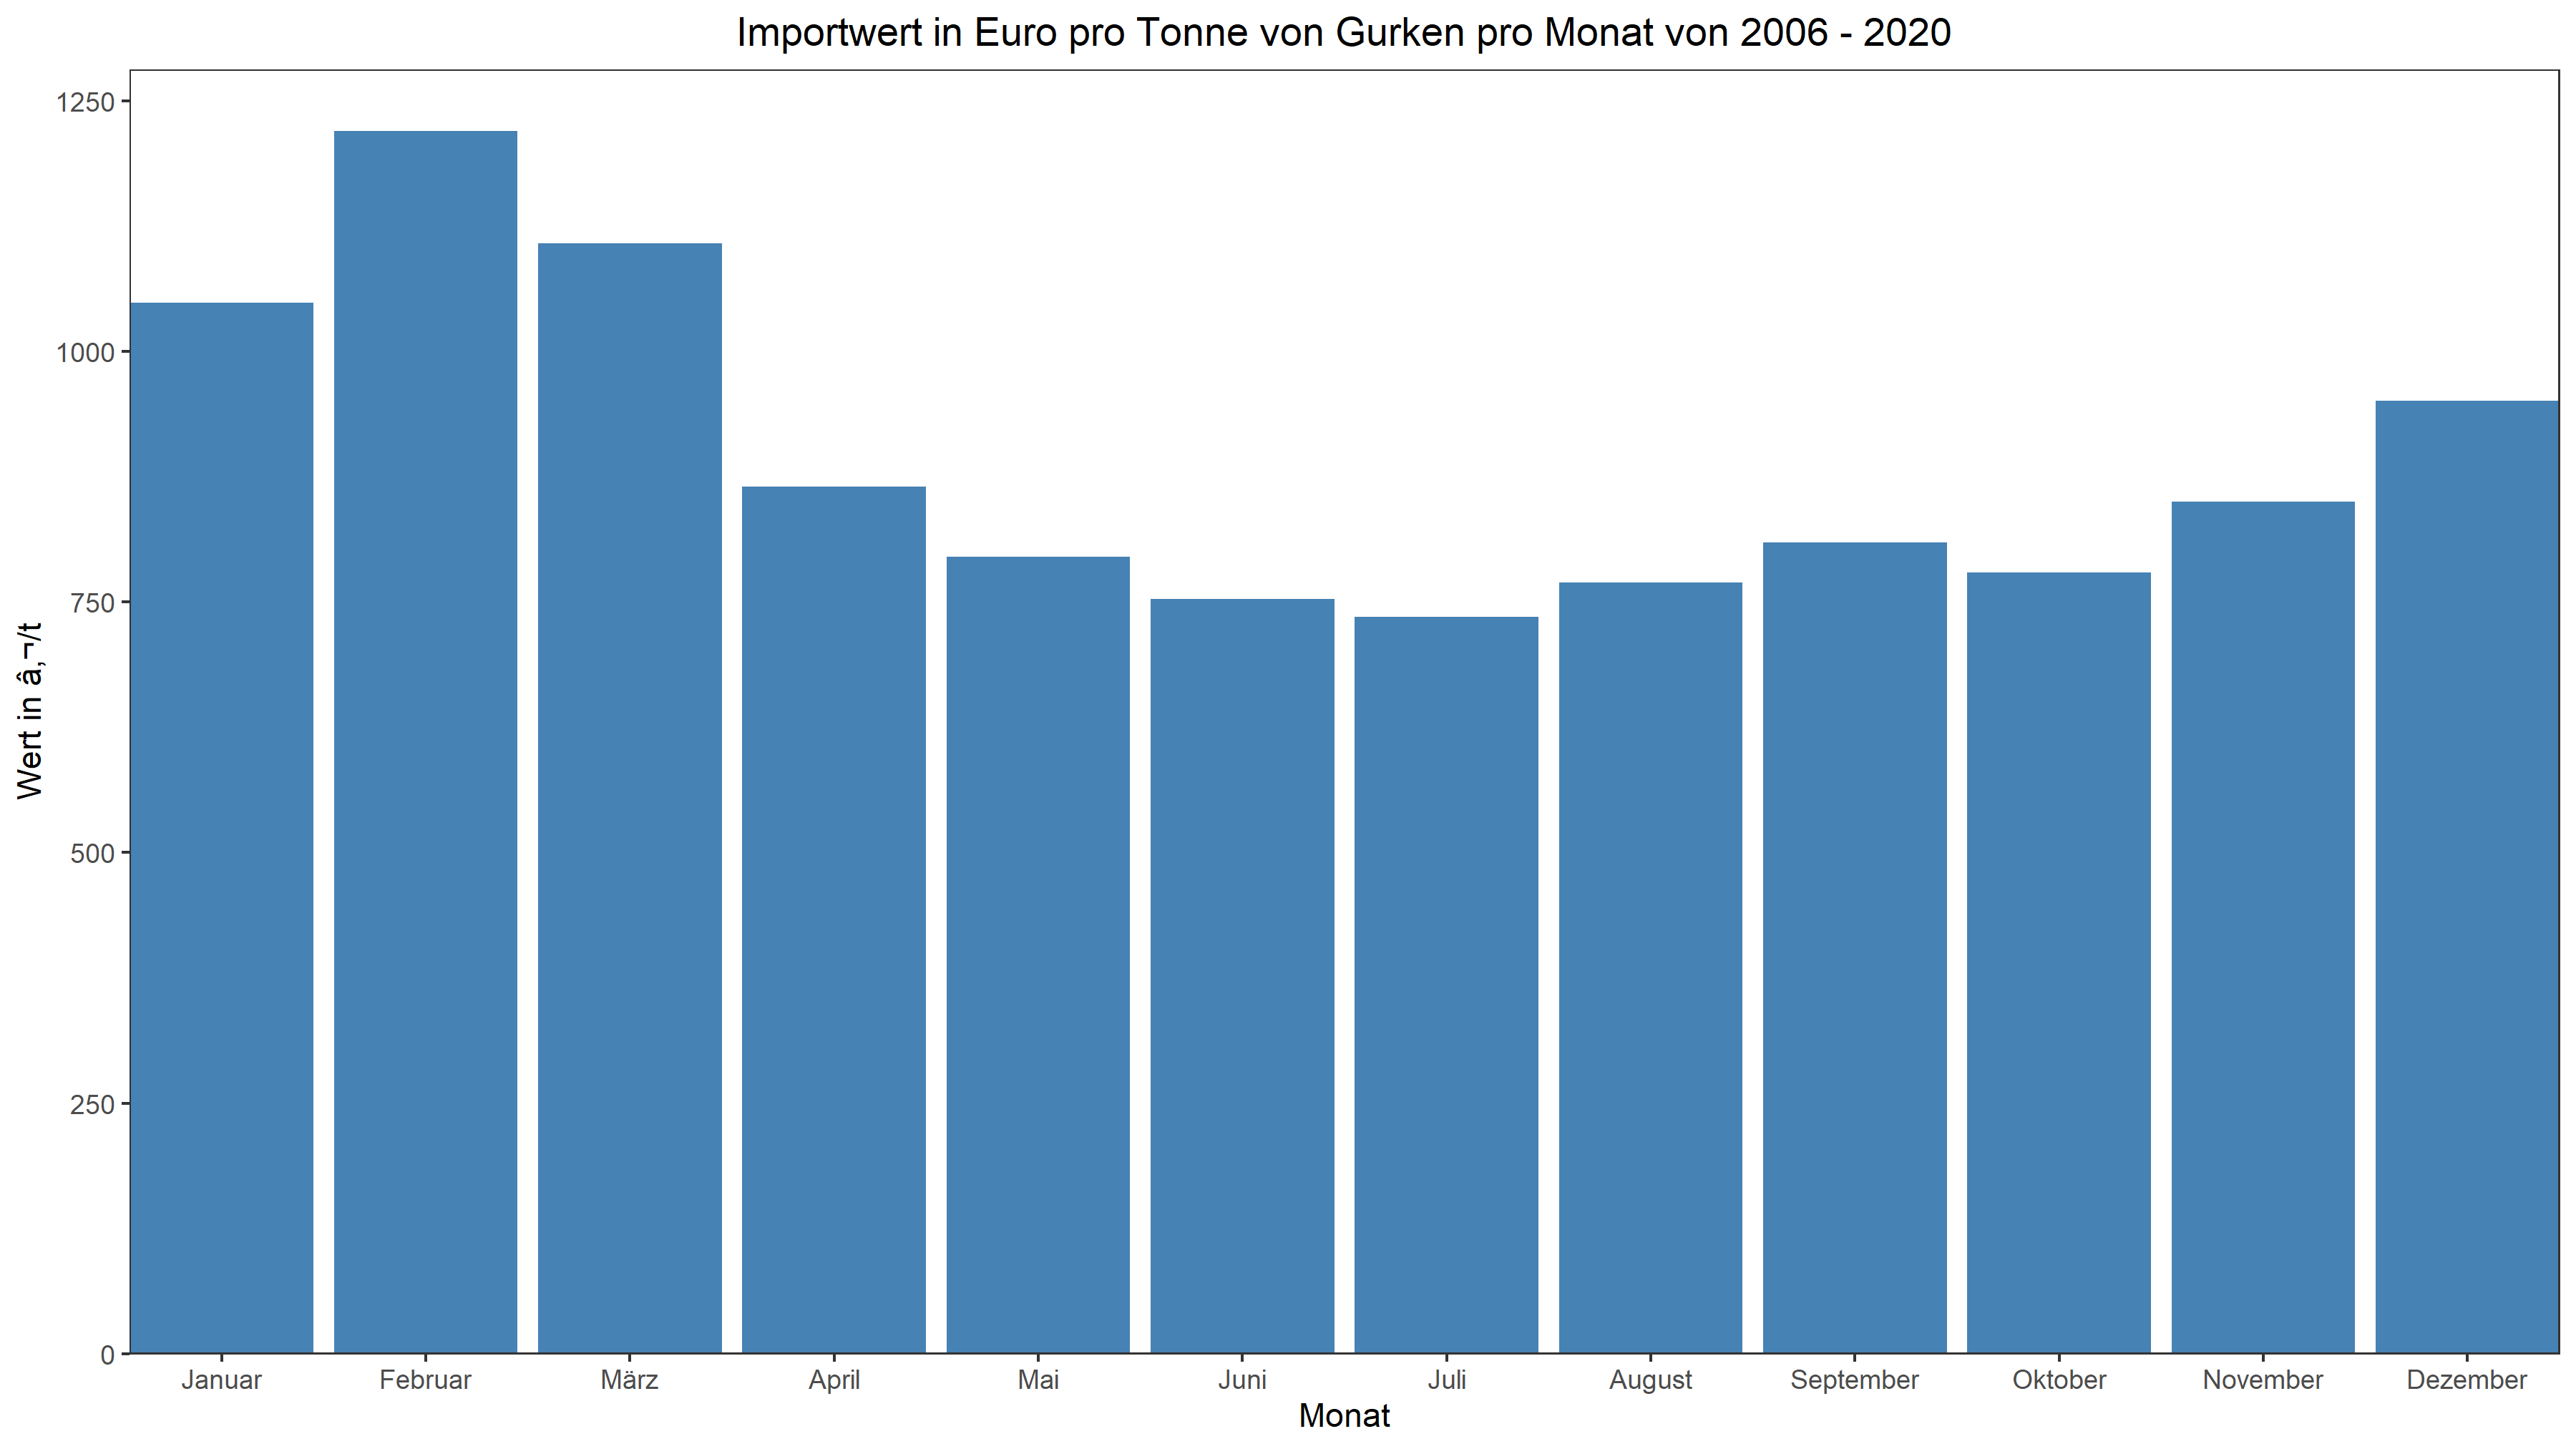 Importwert in Euro pro Tonne von Gurken pro Monat von 2006 - 2020
Wert in â‚¬/t
1250
1000
750
500
250
0
Januar Februar März April Mai Juni Juli August September Oktober November Dezember
Monat